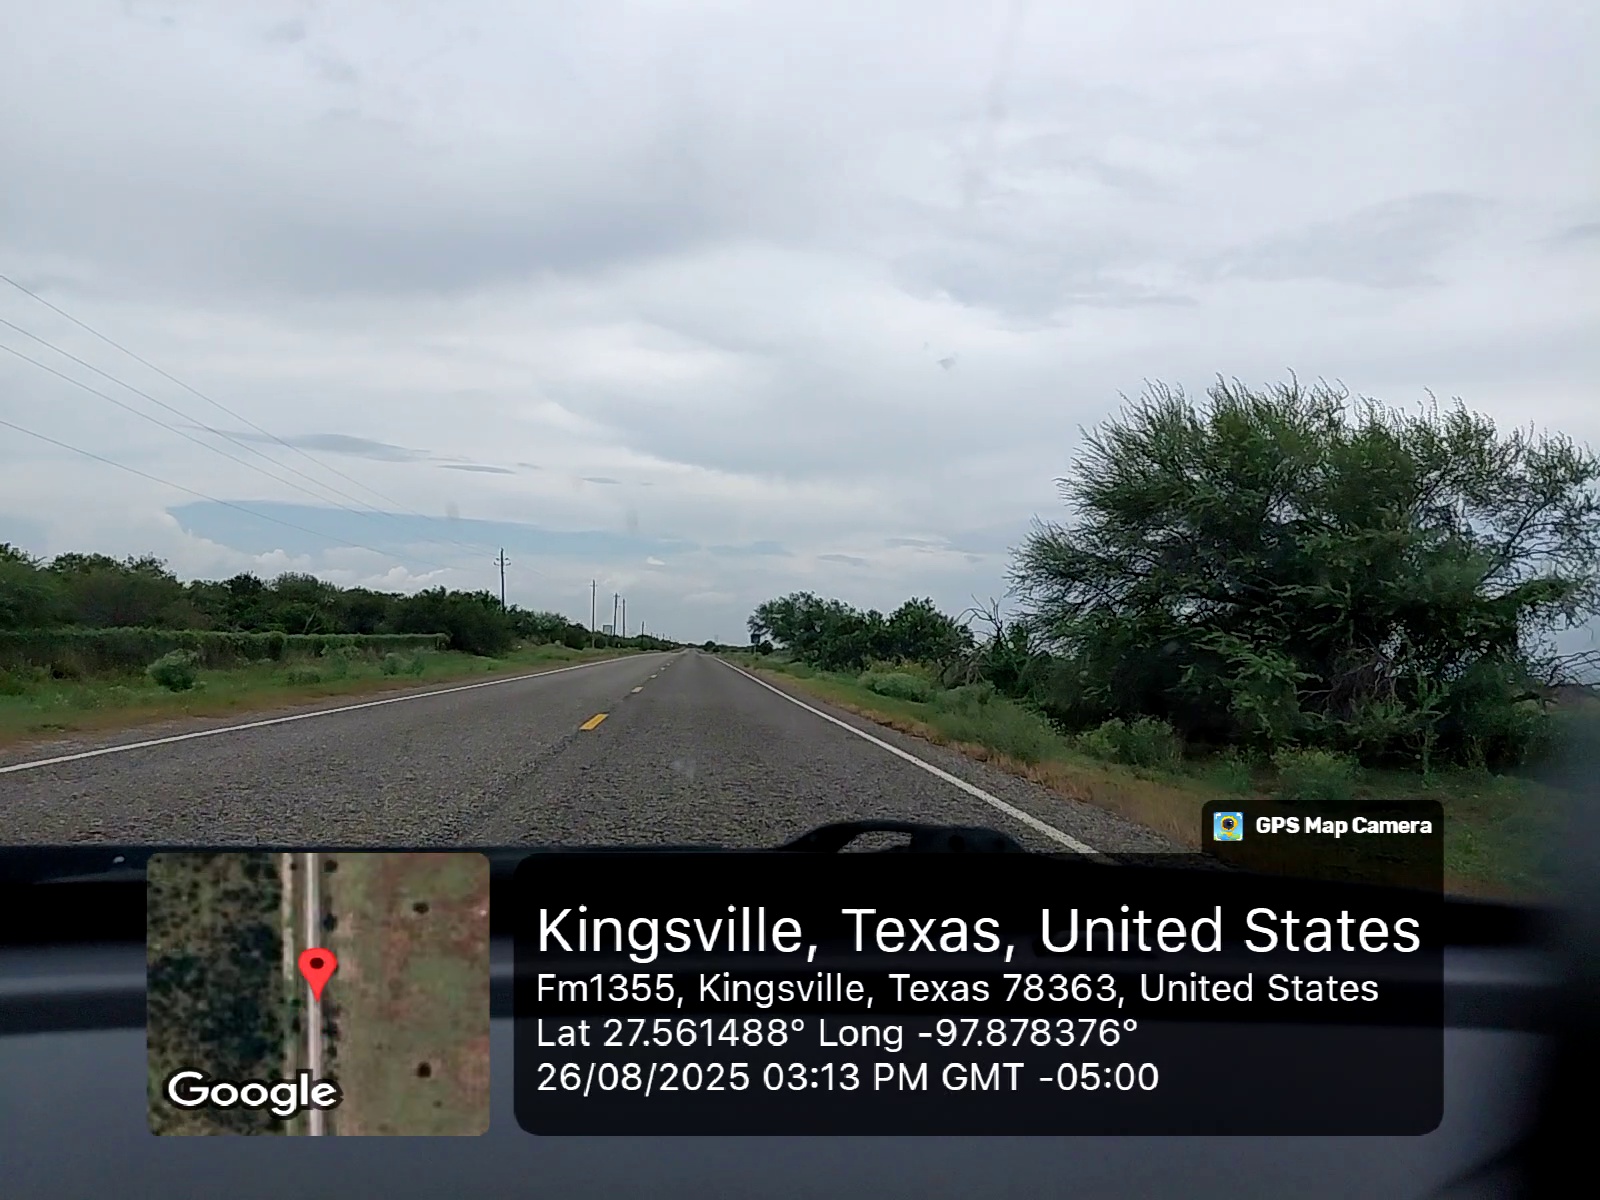 GPS Map Camera
Kingsville, Texas, United States
Fm1355, Kingsville, Texas 78363, United States
Lat 27.561488° Long -97.878376°
26/08/2025 03:13 PM GMT -05:00
Google